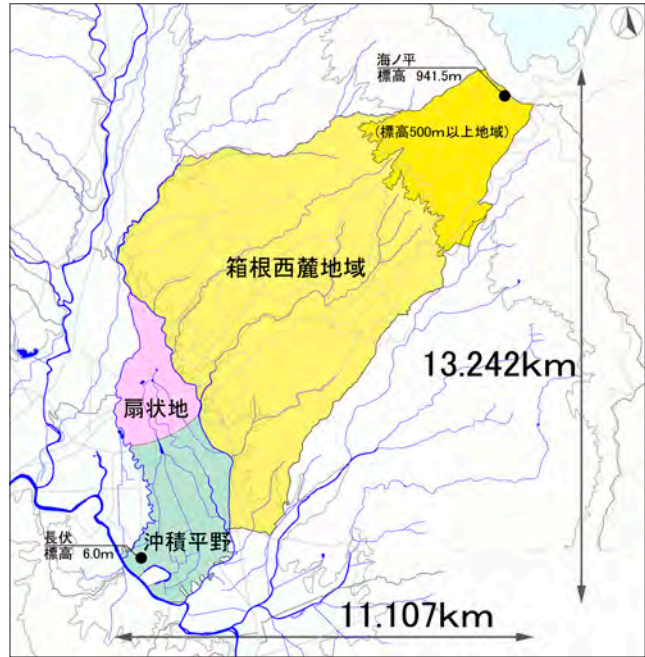 海ノ平
標高 941.5m
(標高500m以上地域)
箱根西麓地域
13.242km
扇状地
長伏
標高 6.0m
沖積平野
11.107km